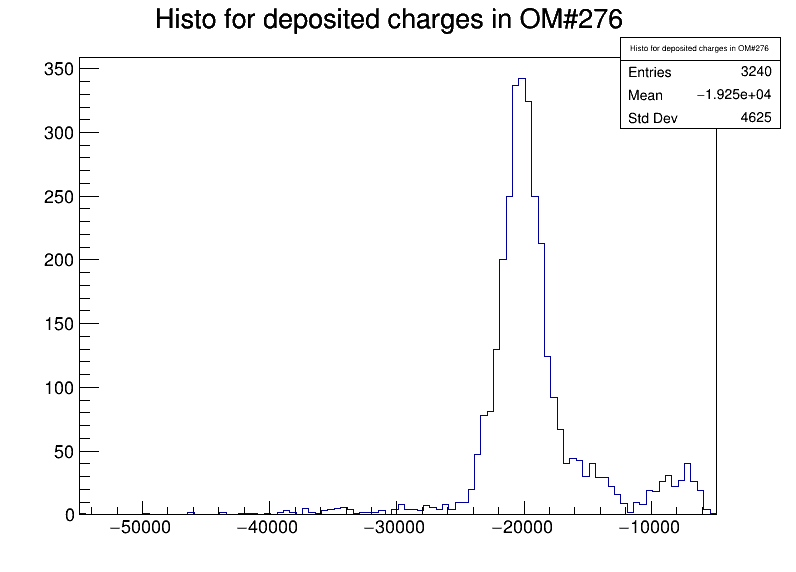 Histo for deposited charges in OM#276
Histo for deposited charges in OM#276
Entries 3240
Mean −1.925e+04
Std Dev 4625
350
300
250
200
150
100
50
0
−50000 −40000 −30000 −20000 −10000